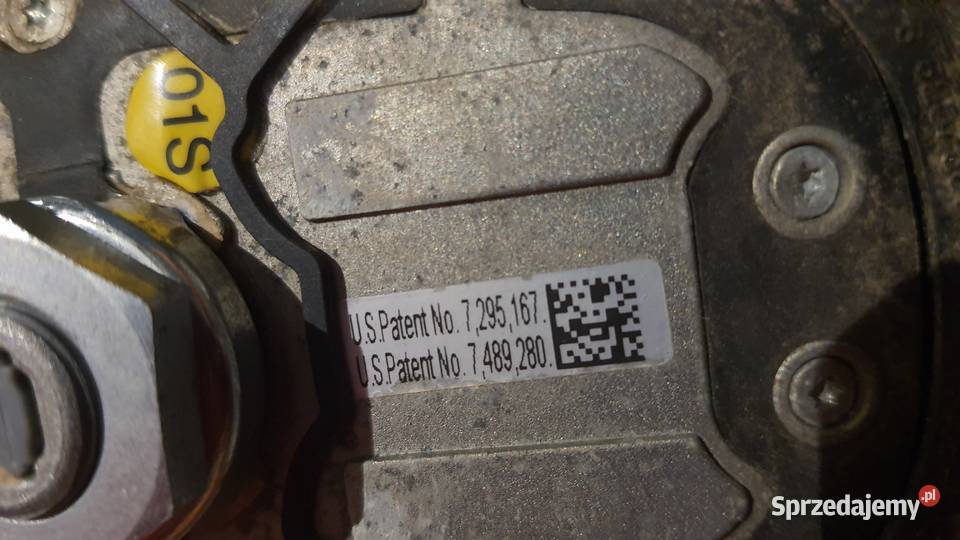 01S
U.S.Patent No. 7,295,167.
U.S.Patent No. 7,489,280.
Sprzedajemy.pl